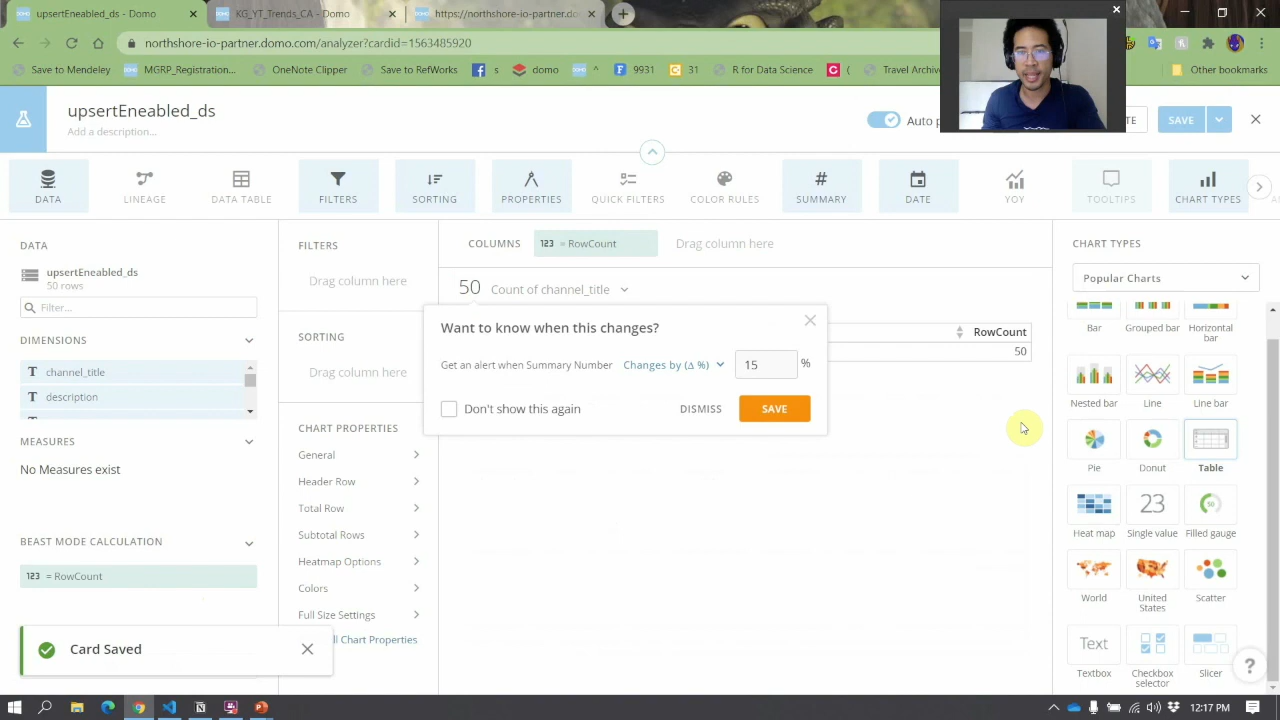 upsertEneabled_ds - Domo
KG_YT_Trends_CA - Domo
https://northshore-io-partner.do
northshore-io-partner.domo.com/analyzer?cardid=1563485920
Save to Mendeley
MGRP_Registration...
OneNote Clipper
Save to RefWorks
s
domo
^
9931
31
R for Data Science
{
Travel Archiv
Other bookmarks
upsertEneabled_ds
Add a description...
Auto p
TE
SAVE
DATA
LINEAGE
DATA TABLE
FILTERS
SORTING
PROPERTIES
QUICK FILTERS
COLOR RULES
SUMMARY
DATE
YOY
TOOLTIPS
CHART TYPES
DATA
upsertEneabled_ds
50 rows
Filter...
DIMENSIONS
channel_title
description
MEASURES
No Measures exist
BEAST MODE CALCULATION
123 = RowCount
Card Saved
FILTERS
Drag column here
SORTING
Drag column here
CHART PROPERTIES
General
Header Row
Total Row
Subtotal Rows
Heatmap Options
Colors
Full Size Settings
ll Chart Properties
COLUMNS
123 = RowCount
Drag column here
50 Count of channel_title
RowCount
50
Want to know when this changes?
Get an alert when Summary Number
Changes by (Δ %)
15
%
Don't show this again
DISMISS
SAVE
CHART TYPES
Popular Charts
Bar
Grouped bar
Horizontal
bar
Nested bar
Line
Line bar
Pie
Donut
Table
23
50
Heat map
Single value
Filled gauge
World
United
States
Scatter
Text
Textbox
Checkbox
selector
Slicer
?
12:17 PM